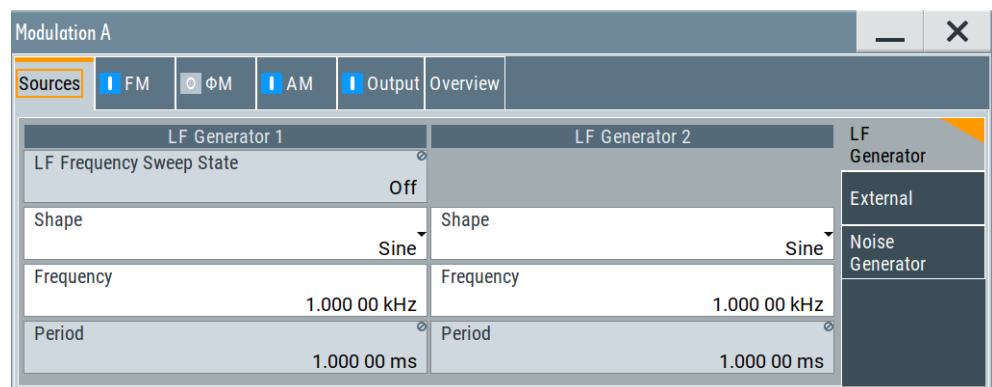 Modulation A
Sources
I FM
O ΦM
I AM
I Output
Overview
LF Generator 1
LF Generator 2
LF Frequency Sweep State
Off
Shape
Sine
Shape
Sine
Frequency
1.000 00 kHz
Frequency
1.000 00 kHz
Period
1.000 00 ms
Period
1.000 00 ms
LF
Generator
External
Noise
Generator